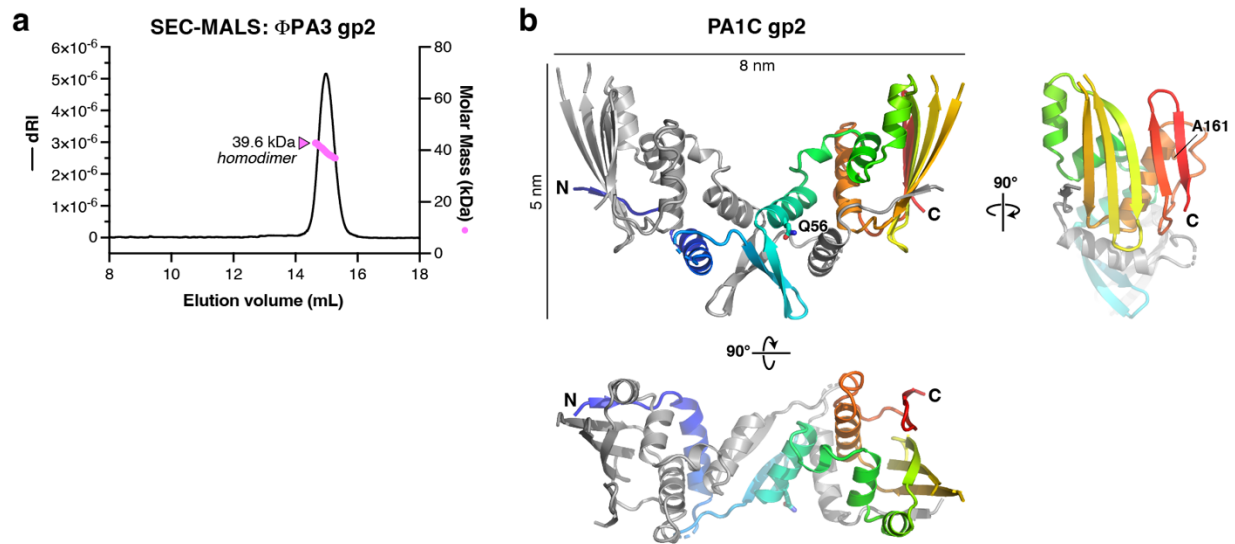 a
SEC-MALS: ΦPA3 gp2
6×10-6
5×10-6
4×10-6
3×10-6
2×10-6
1×10-6
0
— dRI
39.6 kDa
homodimer
80
60
40
20
0
Molar Mass (kDa)
8 10 12 14 16 18
Elution volume (mL)
b
PA1C gp2
8 nm
5 nm
N
Q56
C
90°
A161
C
90°
N
C